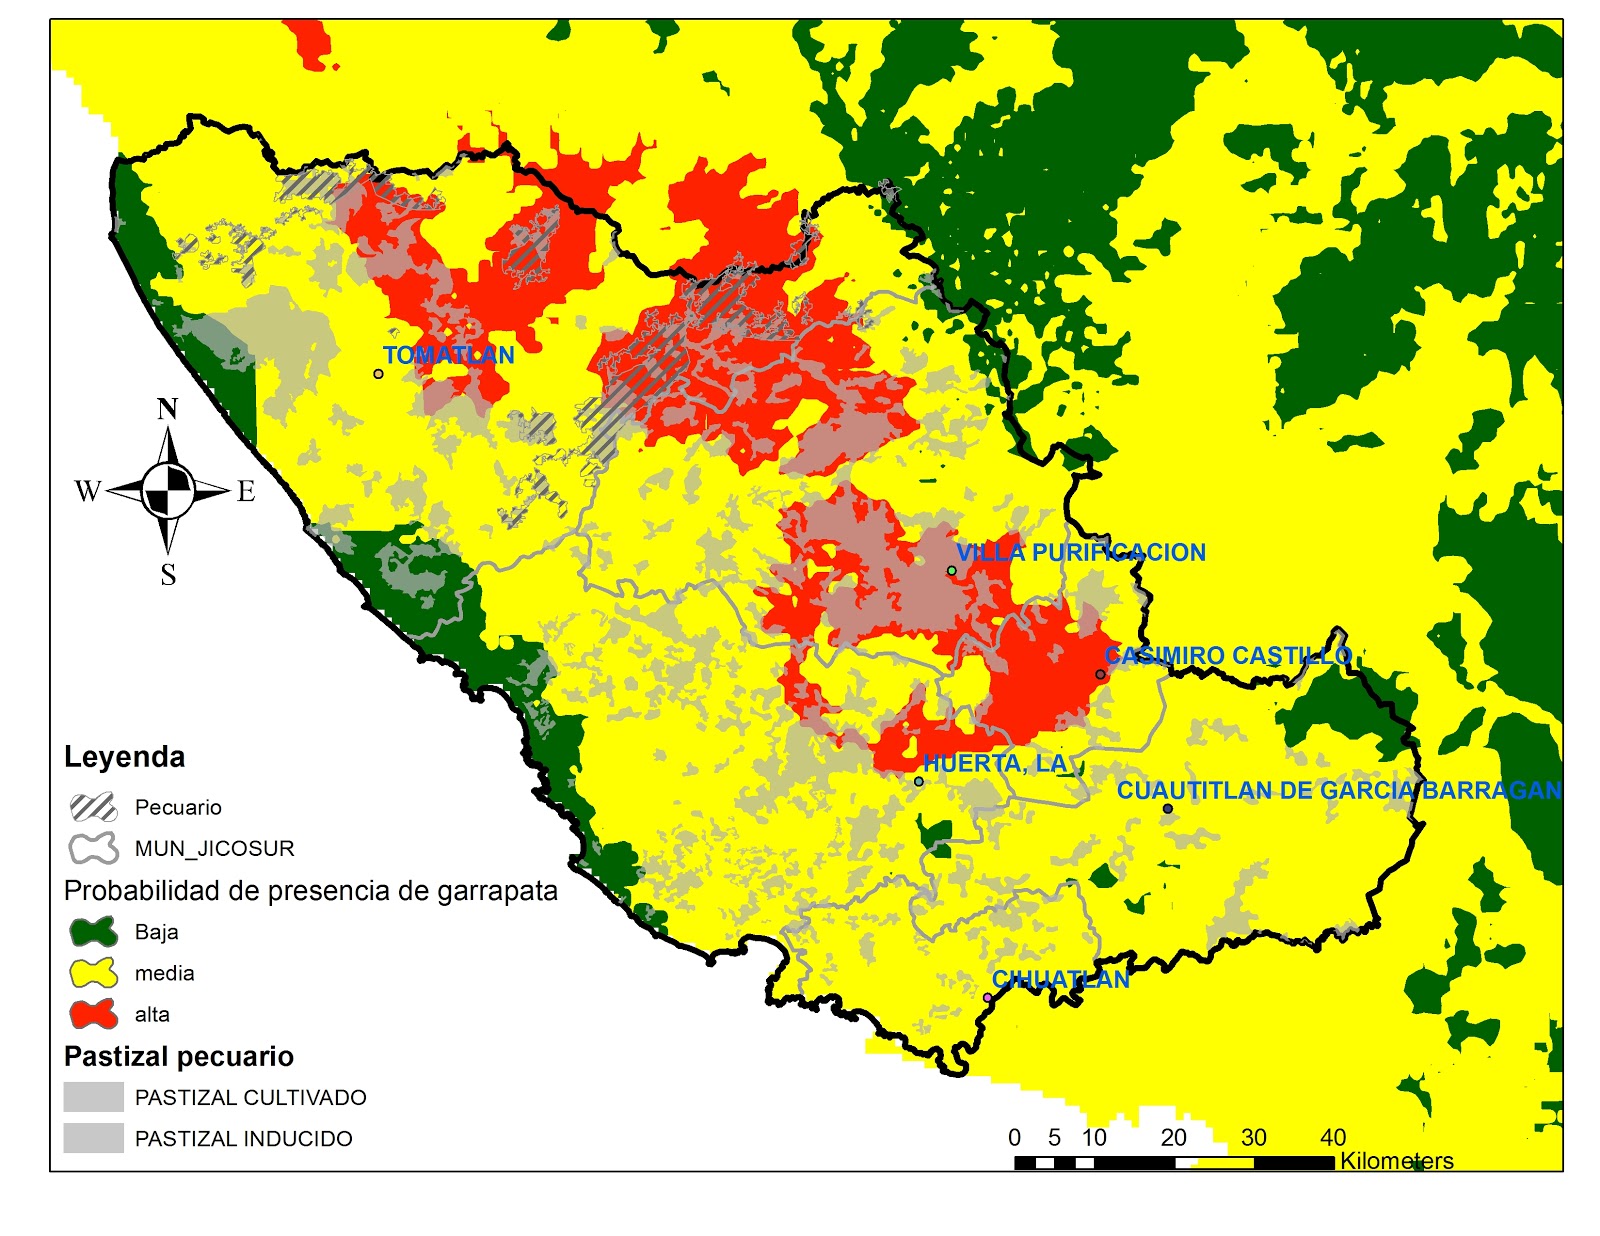 TOMATLAN
N
W
E
S
VILLA PURIFICACION
CASIMIRO CASTILLO
HUERTA, LA
CUAUTITLAN DE GARCIA BARRAGAN
CIHUATLAN
Leyenda
Pecuario
MUN_JICOSUR
Probabilidad de presencia de garrapata
Baja
media
alta
Pastizal pecuario
PASTIZAL CULTIVADO
PASTIZAL INDUCIDO
0 5 10 20 30 40
Kilometers